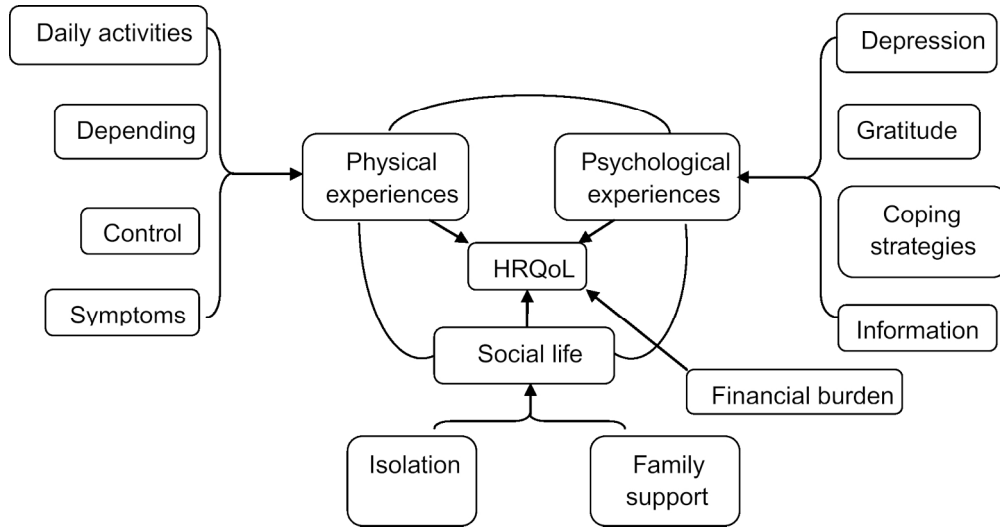 Daily activities
Depending
Control
Symptoms
Physical
experiences
Psychological
experiences
HRQoL
Social life
Isolation
Family
support
Financial burden
Depression
Gratitude
Coping
strategies
Information